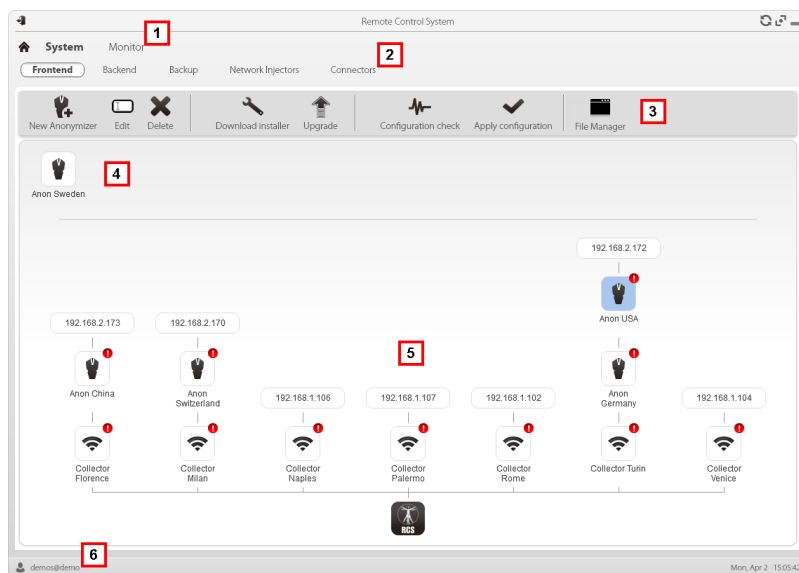 Remote Control System
1
System Monitor
2
Frontend Backend Backup Network Injectors Connectors
New Anonymizer Edit Delete Download installer Upgrade Configuration check Apply configuration File Manager
3
4
Anon Sweden
192.168.2.172
Anon USA
192.168.2.173 192.168.2.170
5
Anon China
Anon
Switzerland
192.168.1.106 192.168.1.107 192.168.1.102
Anon
Germany
192.168.1.104
Collector
Florence
Collector
Milan
Collector
Naples
Collector
Palermo
Collector
Rome
Collector Turin
Collector
Venice
RCS
6
demos@demo
Mon, Apr 2 15:05:42